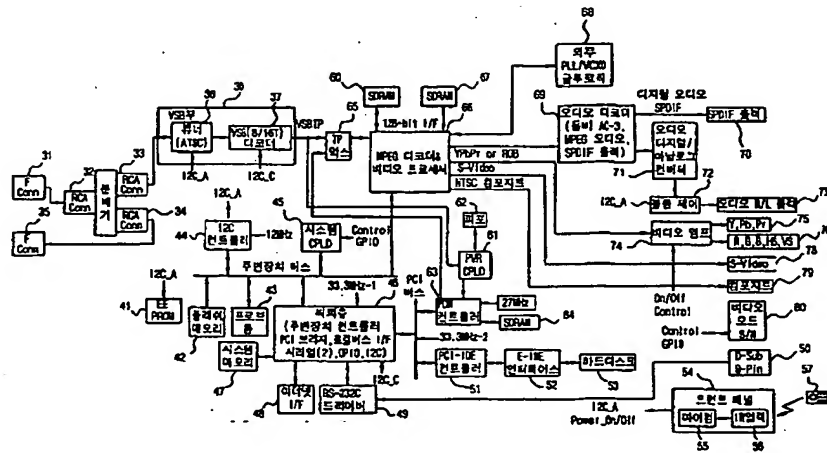 68
외부
PLL/VCXO
클투로리
60
SDRAM
67
SDRAM
66
65
128-bit I/F
TP
믹스
MPEG 디코더&
비디오 프로세서
VSBTP
38
36
37
VSB부
튜너
(ATSC)
VSB(8/16T)
디코더
I2C_A
I2C_C
31
F
Conn
32
RCA
Conn
33
RCA
Conn
분배기
RCA
Conn
34
35
F
Conn
69
오디오 디코더
(돌비 AC-3,
MPEG 오디오,
SPDIF 출력)
디지털 오디오
SPDIF
SPDIF 출력
70
오디오
디지털/
아날로그
컨버터
71
72
I2C_A
볼륨 제어
오디오 R/L 출력
73
YPbPr or RGB
S-Video
NTSC 컴포지트
비디오 앰프
74
Y,Pb,Pr
75
R,G,B,HS,VS
76
S-Video
78
컴포지트
79
On/Off
Control
Control
GPIO
비디오
모드
S/W
80
I2C_A
I2C
컨트롤러
44
12MHz
45
시스템
CPLD
Control
GPIO
62
피포
61
PVR
CPLD
63
PVR
컨트롤러
27MHz
SDRAM
64
주변장치 버스
PCI
버스
33.3MHz-1
33.3MHz-2
I2C_A
EE
PROM
41
플래쉬
메모리
42
43
부트
롬
46
씨피유
(주변장치 컨트롤러
PCI 브리지,로컬버스 I/F
시리얼(2),GPIO,I2C)
시스템
메모리
47
I2C_C
이더넷
I/F
48
RS-232C
드라이버
49
PCI-IDE
컨트롤러
51
E-IDE
인터페이스
52
하드디스크
53
D-Sub
9-Pin
50
54
프런트 패널
57
I2C_A
Power_On/Off
마이컴
55
IR입력
56